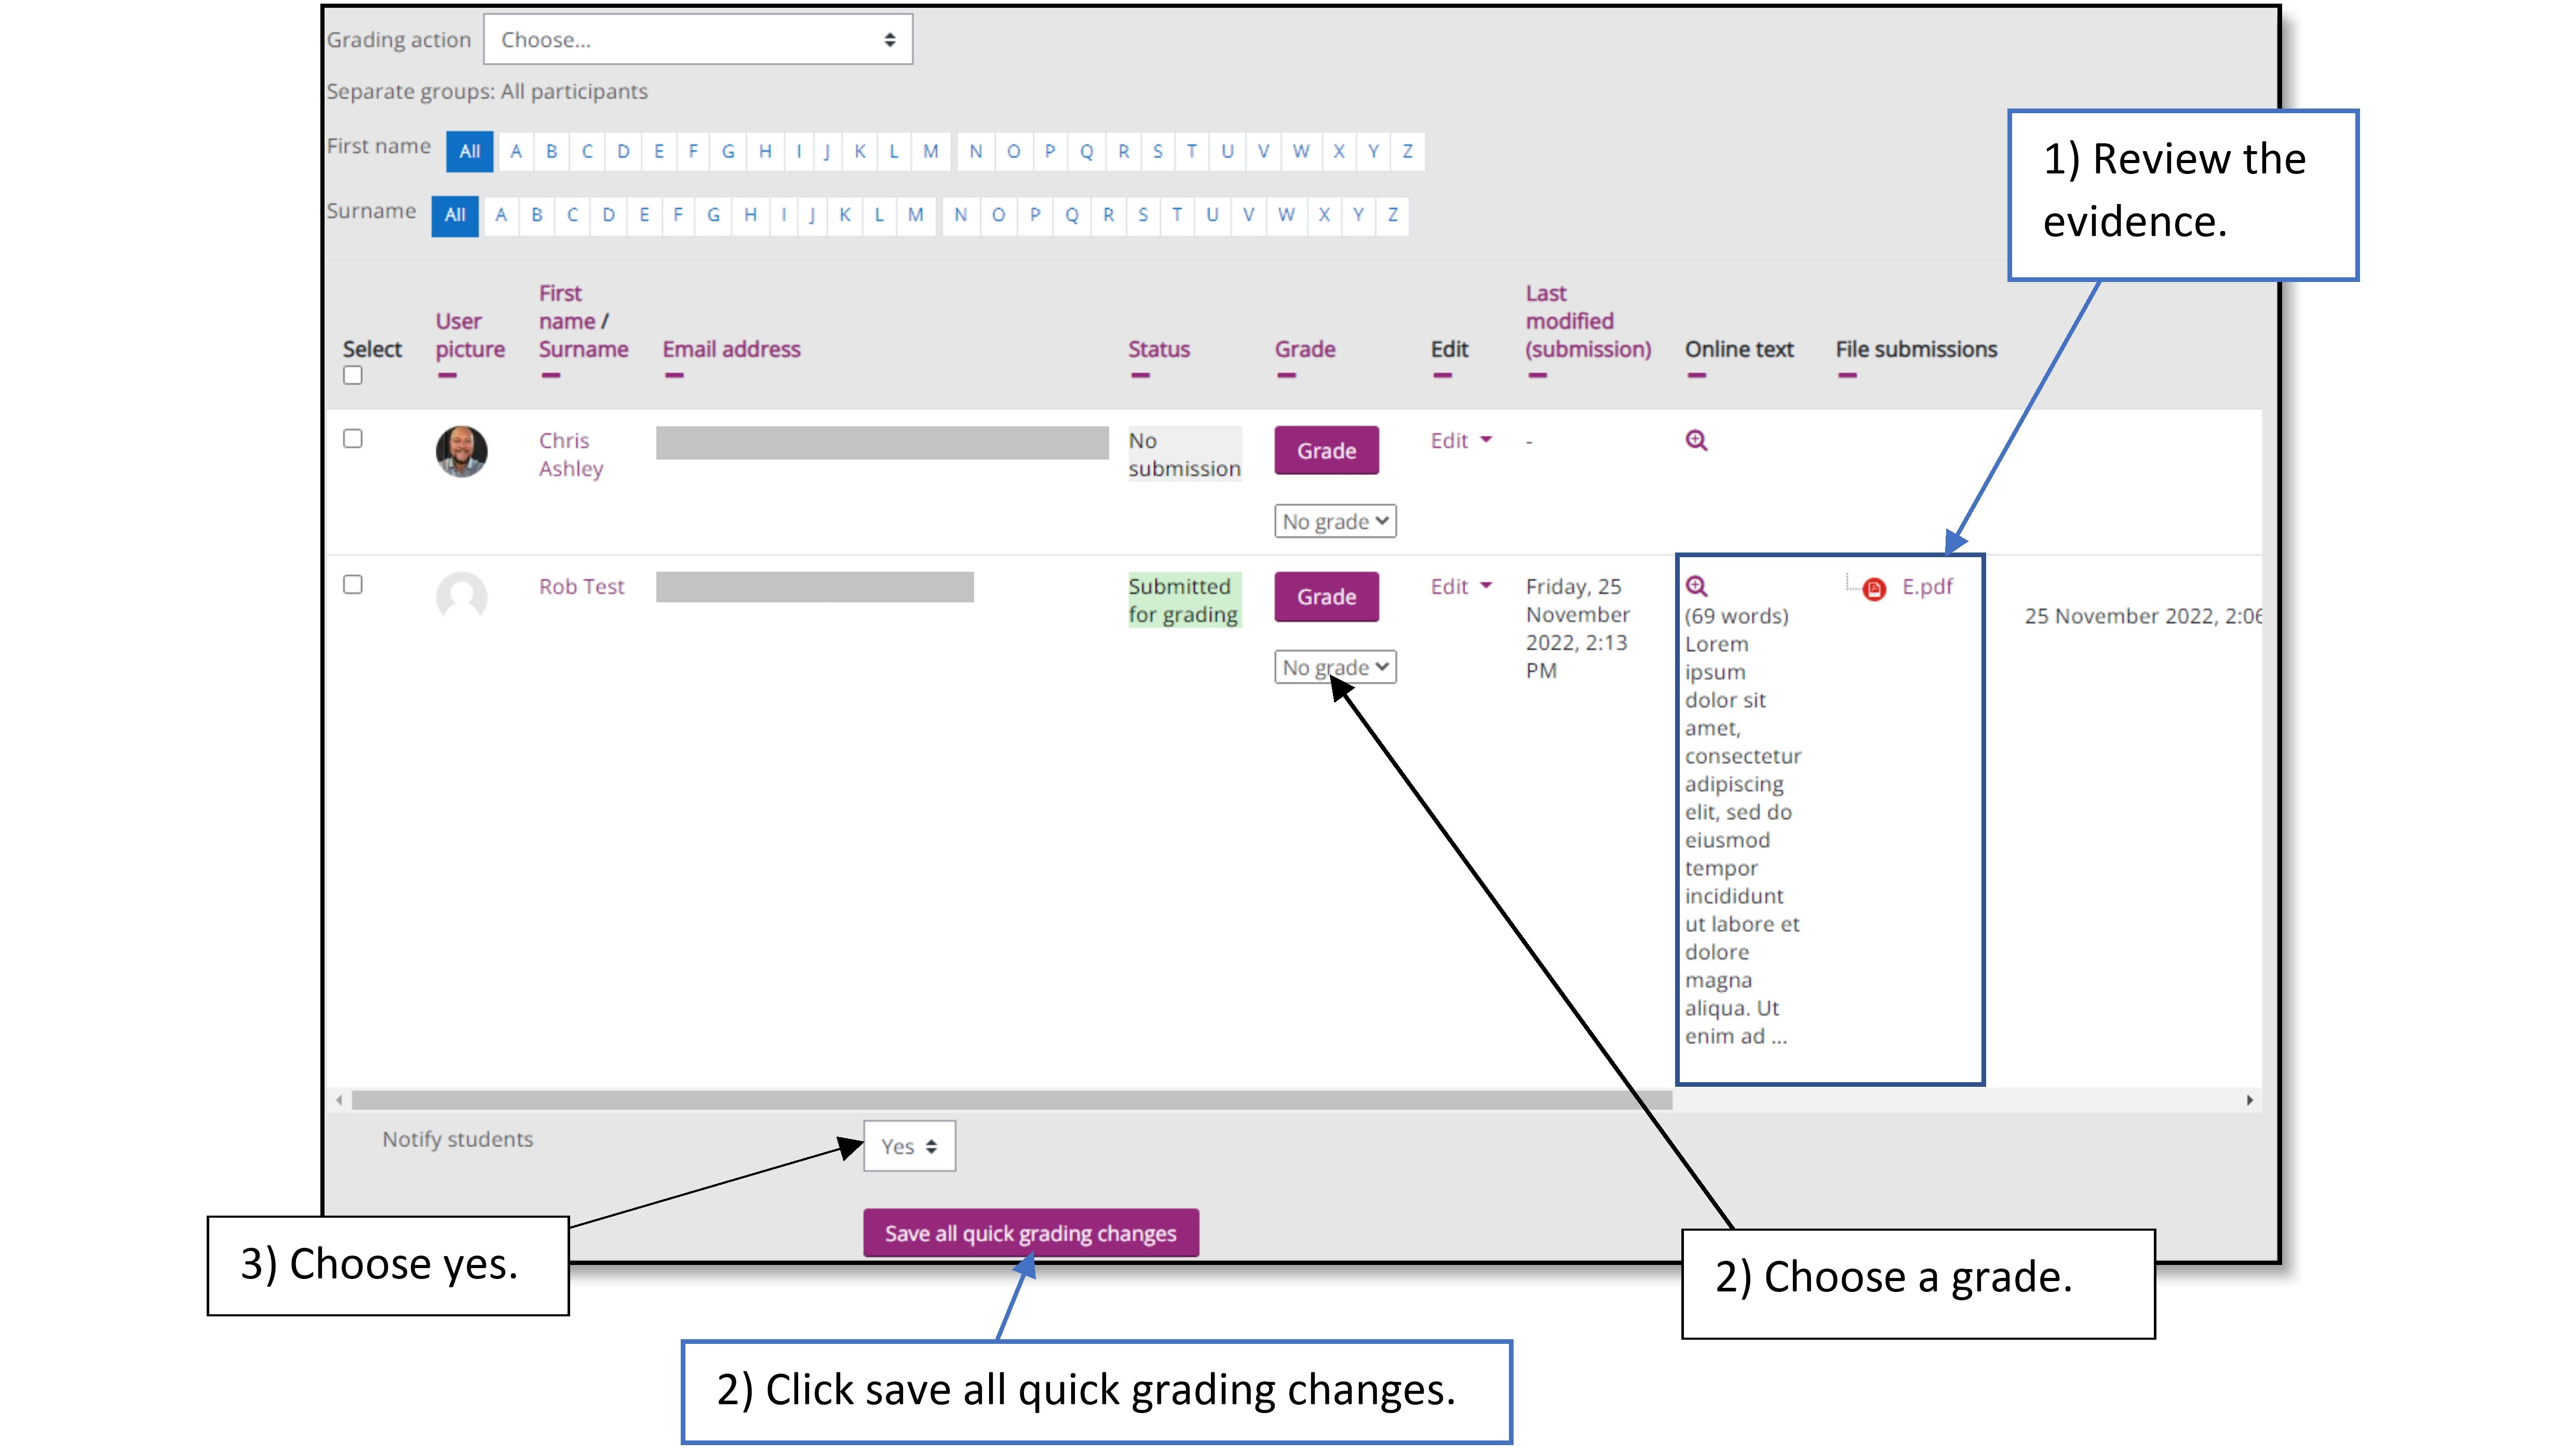 Grading action Choose...
Separate groups: All participants
First name All A B C D E F G H I J K L M N O P Q R S T U V W X Y Z
Surname All A B C D E F G H I J K L M N O P Q R S T U V W X Y Z
1) Review the
evidence.
Select
User
picture
First
name /
Surname
Email address
Status
Grade
Edit
Last
modified
(submission)
Online text
File submissions
Chris
Ashley
No
submission
Grade
No grade
Edit
-
Rob Test
Submitted
for grading
Grade
No grade
Edit
Friday, 25
November
2022, 2:13
PM
(69 words)
Lorem
ipsum
dolor sit
amet,
consectetur
adipiscing
elit, sed do
eiusmod
tempor
incididunt
ut labore et
dolore
magna
aliqua. Ut
enim ad ...
E.pdf
25 November 2022, 2:06
Notify students Yes
Save all quick grading changes
3) Choose yes.
2) Choose a grade.
2) Click save all quick grading changes.